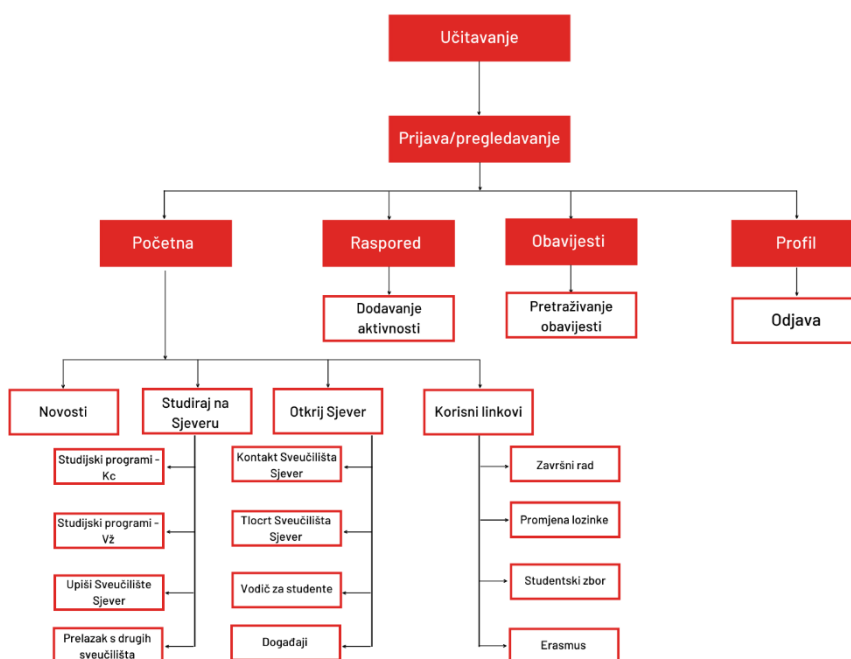 Učitavanje
Prijava/pregledavanje
Početna
Raspored
Obavijesti
Profil
Dodavanje
aktivnosti
Pretraživanje
obavijesti
Odjava
Novosti
Studiraj na
Sjeveru
Otkrij Sjever
Korisni linkovi
Studijski programi -
Kc
Studijski programi -
Vž
Upiši Sveučilište
Sjever
Prelazak s drugih
sveučilišta
Kontakt Sveučilišta
Sjever
Tlocrt Sveučilišta
Sjever
Vodič za studente
Događaji
Završni rad
Promjena lozinke
Studentski zbor
Erasmus